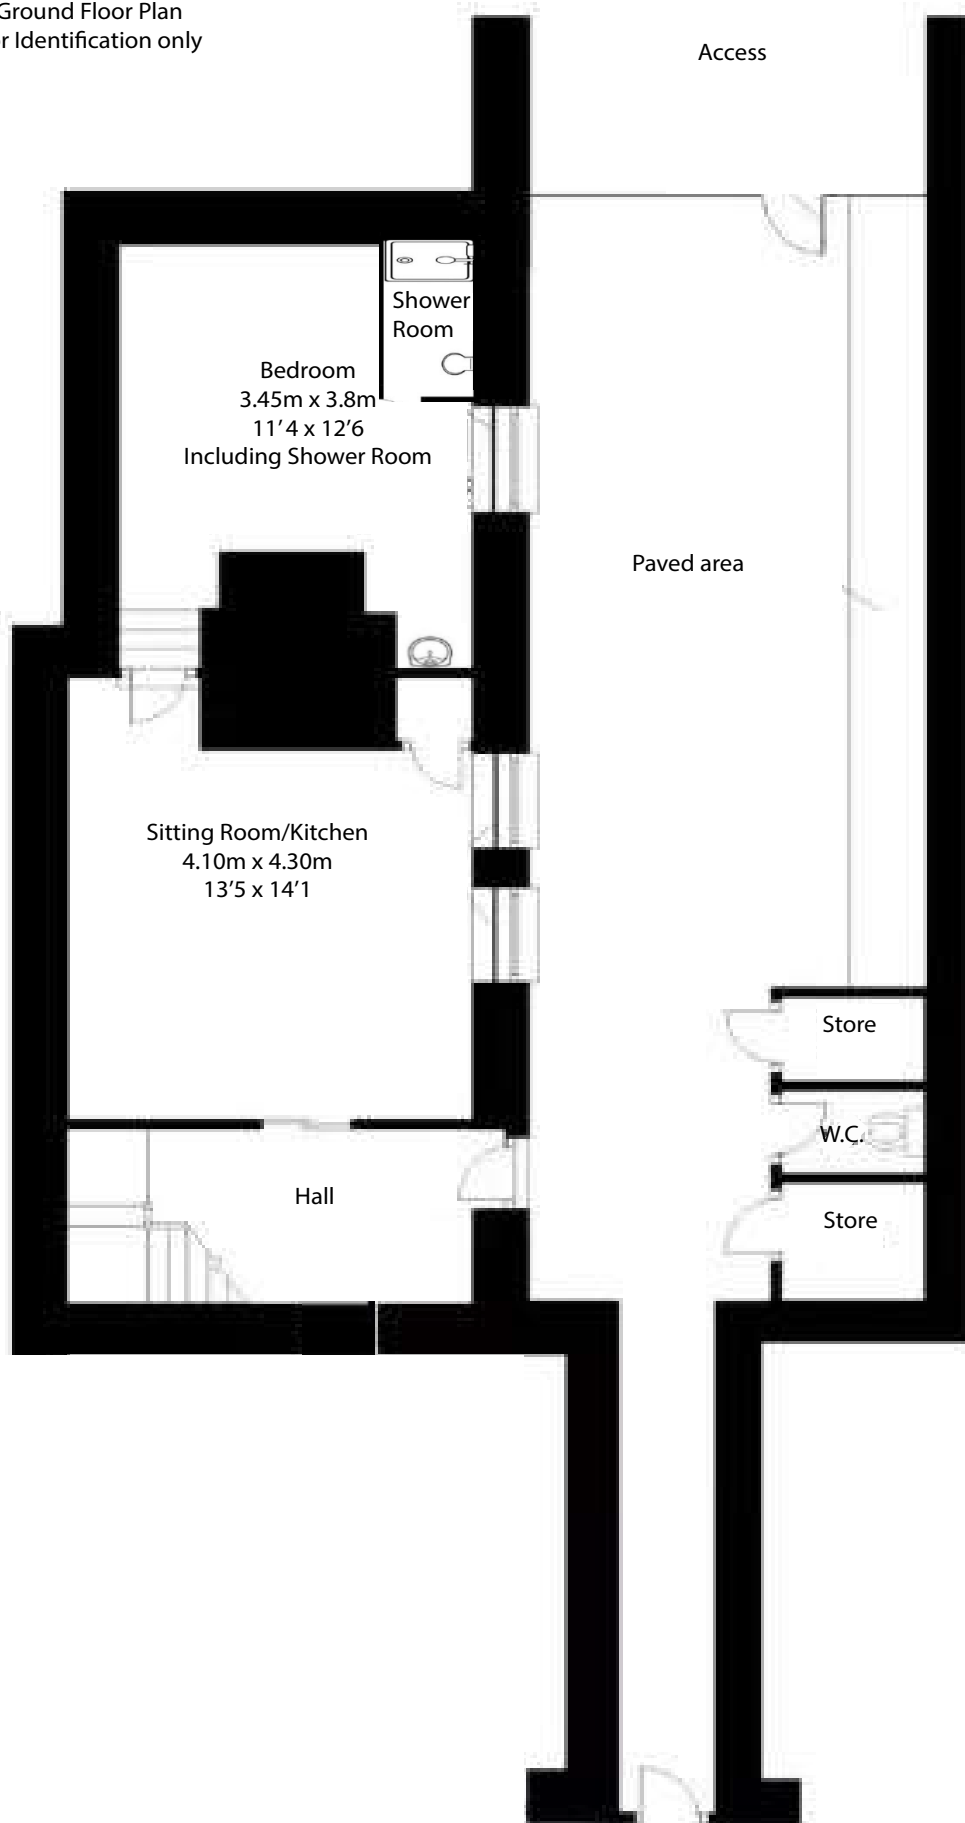 Ground Floor Plan
r Identification only
Access
Shower
Room
Bedroom
3.45m x 3.8m
11'4 x 12'6
Including Shower Room
Paved area
Sitting Room/Kitchen
4.10m x 4.30m
13'5 x 14'1
Store
W.C.
Hall
Store